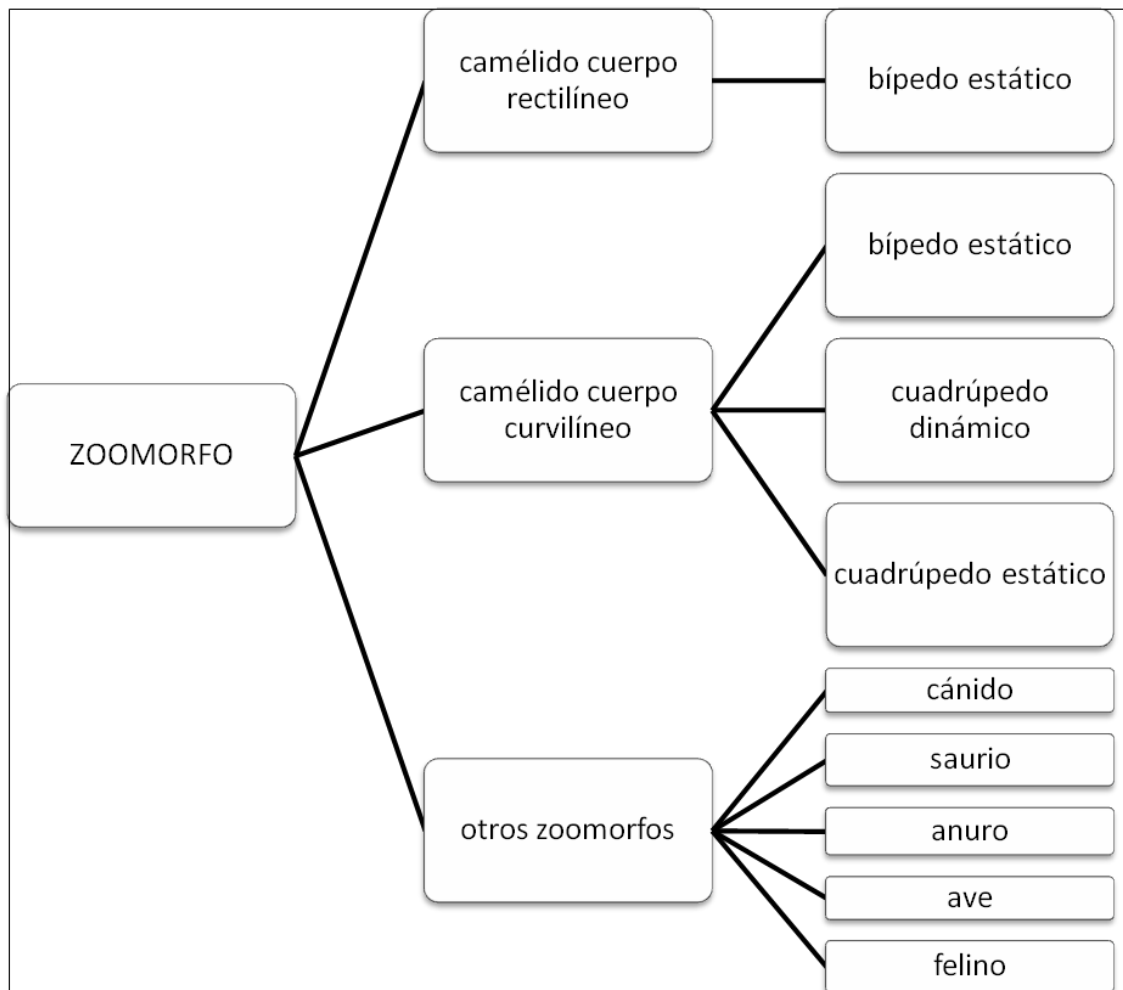 ZOOMORFO
camélido cuerpo
rectilíneo
bípedo estático
camélido cuerpo
curvilíneo
bípedo estático
cuadrúpedo
dinámico
cuadrúpedo estático
otros zoomorfos
cánido
saurio
anuro
ave
felino